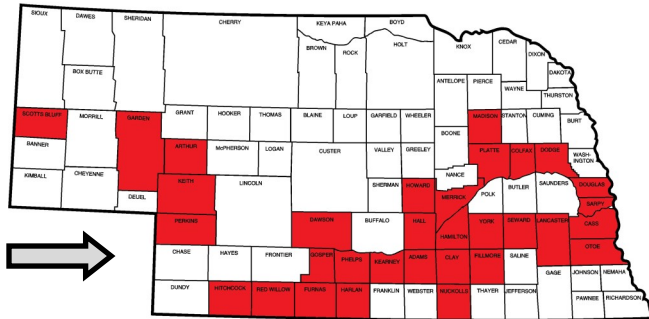 SIOUX
DAWES
SHERIDAN
CHERRY
KEYA PAHA
BOYD
BROWN
ROCK
HOLT
KNOX
CEDAR
DIXON
DAKOTA
BOX BUTTE
ANTELOPE
PIERCE
WAYNE
THURSTON
SCOTTS BLUFF
MORRILL
GARDEN
GRANT
HOOKER
THOMAS
BLAINE
LOUP
GARFIELD
WHEELER
MADISON
STANTON
CUMING
BURT
BANNER
ARTHUR
McPHERSON
LOGAN
CUSTER
VALLEY
GREELEY
BOONE
PLATTE
COLFAX
DODGE
WASH-
INGTON
KIMBALL
CHEYENNE
KEITH
LINCOLN
NANCE
DEUEL
SHERMAN
HOWARD
MERRICK
POLK
BUTLER
SAUNDERS
DOUGLAS
SARPY
PERKINS
DAWSON
BUFFALO
HALL
HAMILTON
YORK
SEWARD
LANCASTER
CASS
OTOE
CHASE
HAYES
FRONTIER
GOSPER
PHELPS
KEARNEY
ADAMS
CLAY
FILLMORE
SALINE
GAGE
JOHNSON
NEMAHA
DUNDY
HITCHCOCK
RED WILLOW
FURNAS
HARLAN
FRANKLIN
WEBSTER
NUCKOLLS
THAYER
JEFFERSON
PAWNEE
RICHARDSON